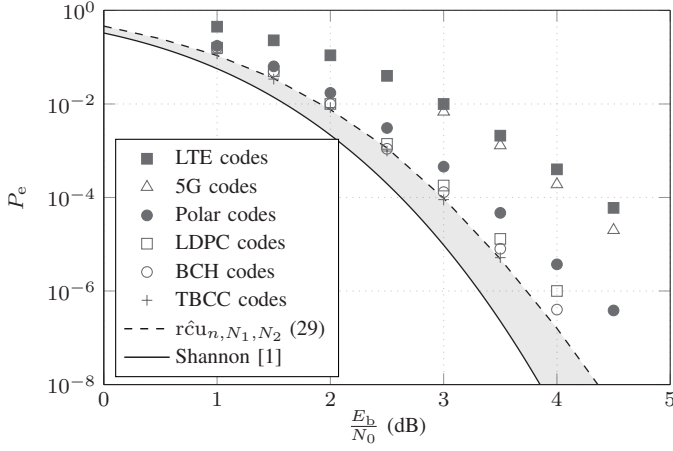 10^0
10^−2
10^−4
10^−6
10^−8
P_e
LTE codes
5G codes
Polar codes
LDPC codes
BCH codes
TBCC codes
rĉu_{n,N_1,N_2} (29)
Shannon [1]
0 1 2 3 4 5
E_b/N_0 (dB)